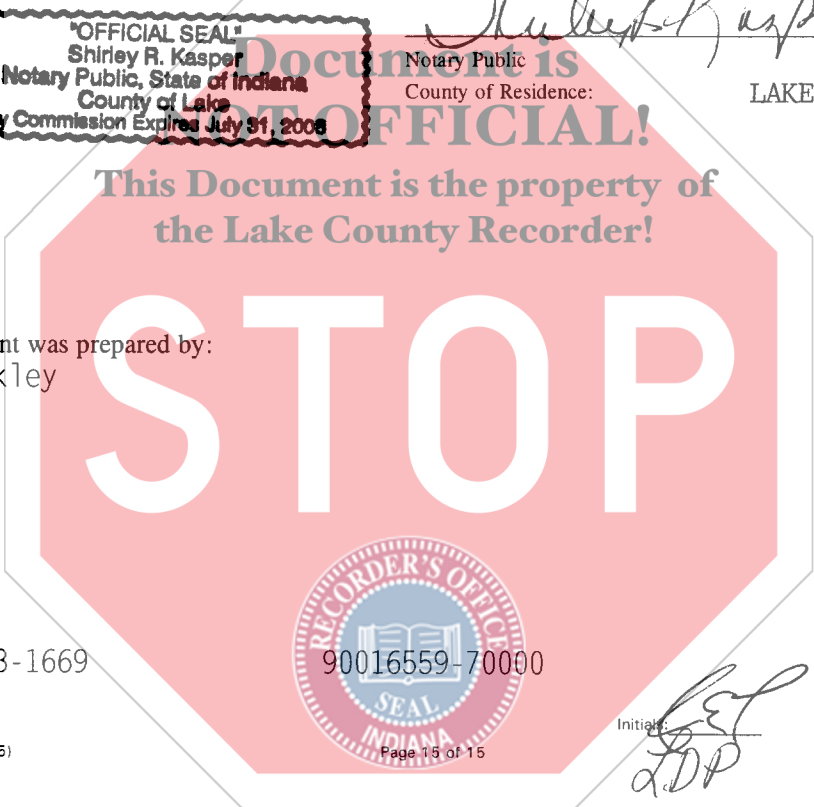 "OFFICIAL SEAL"
Shirley R. Kasper
Notary Public, State of Indiana
County of Lake
y Commission Expires July 31, 2008
Notary Public
County of Residence: LAKE
Document is
NOT OFFICIAL!
This Document is the property of
the Lake County Recorder!
nt was prepared by:
kley
STOP
RECORDER'S OFFICE
SEAL
INDIANA
3-1669 90016559-70000
Initials:
LDP
5) Page 15 of 15